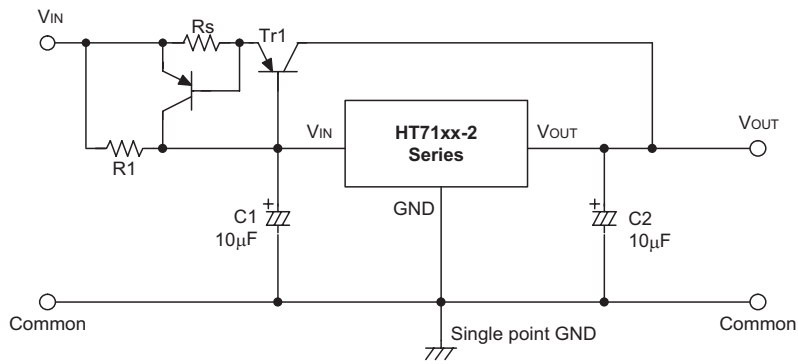 VIN
Rs
Tr1
VIN
HT71xx-2
Series
VOUT
VOUT
R1
GND
C1
10μF
C2
10μF
Common
Single point GND
Common